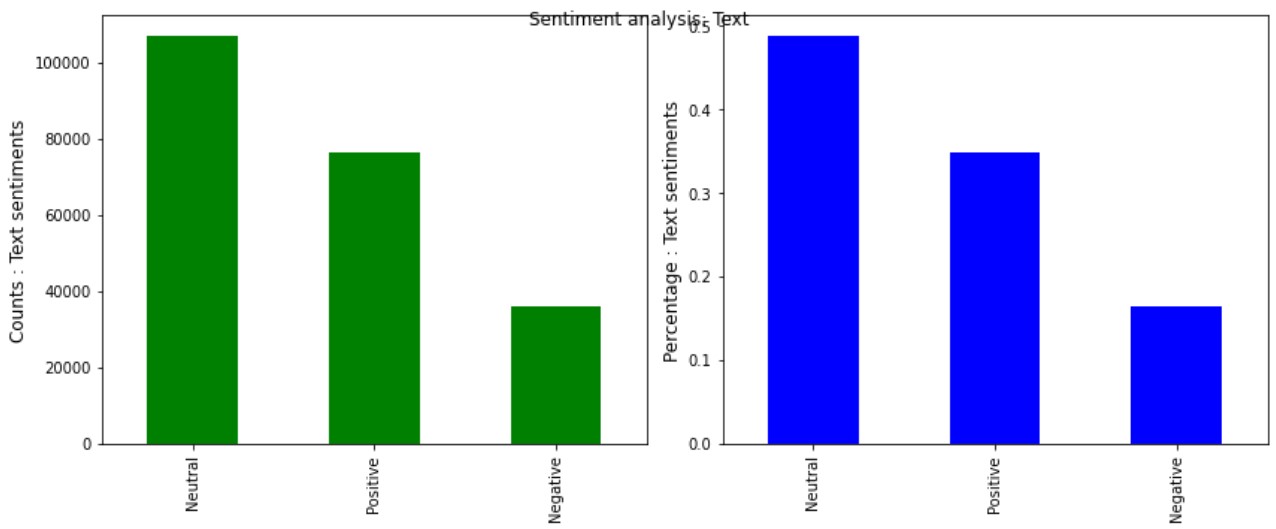 Sentiment analysis: Text
Counts : Text sentiments
100000
80000
60000
40000
20000
0
Neutral
Positive
Negative
Percentage : Text sentiments
0.5
0.4
0.3
0.2
0.1
0.0
Neutral
Positive
Negative